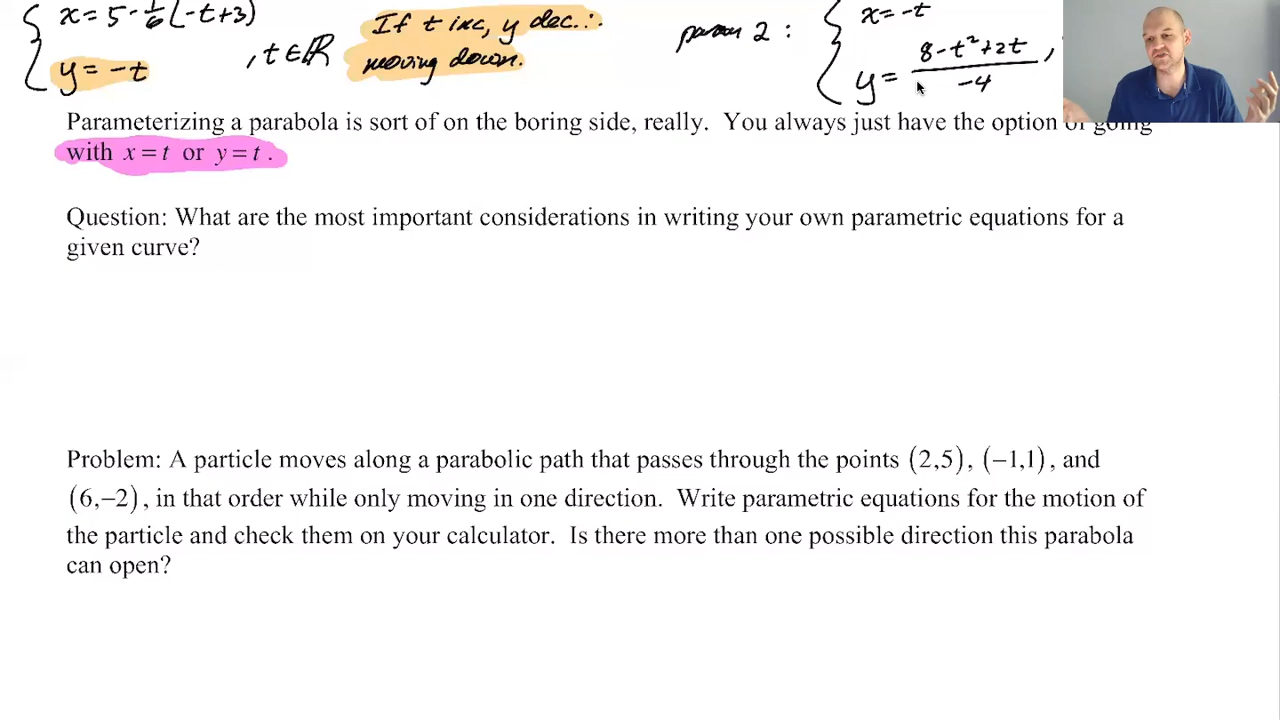 x = 5 - 1/6 (-t+3)
y = -t
, t ∈ ℝ
If t inc, y dec. ∴
moving down.
param 2 :
x = -t
y = (8 - t² + 2t) / -4 ,
Parameterizing a parabola is sort of on the boring side, really. You always just have the option of going
with x = t or y = t .
Question: What are the most important considerations in writing your own parametric equations for a
given curve?
Problem: A particle moves along a parabolic path that passes through the points (2,5), (−1,1), and
(6,−2), in that order while only moving in one direction. Write parametric equations for the motion of
the particle and check them on your calculator. Is there more than one possible direction this parabola
can open?